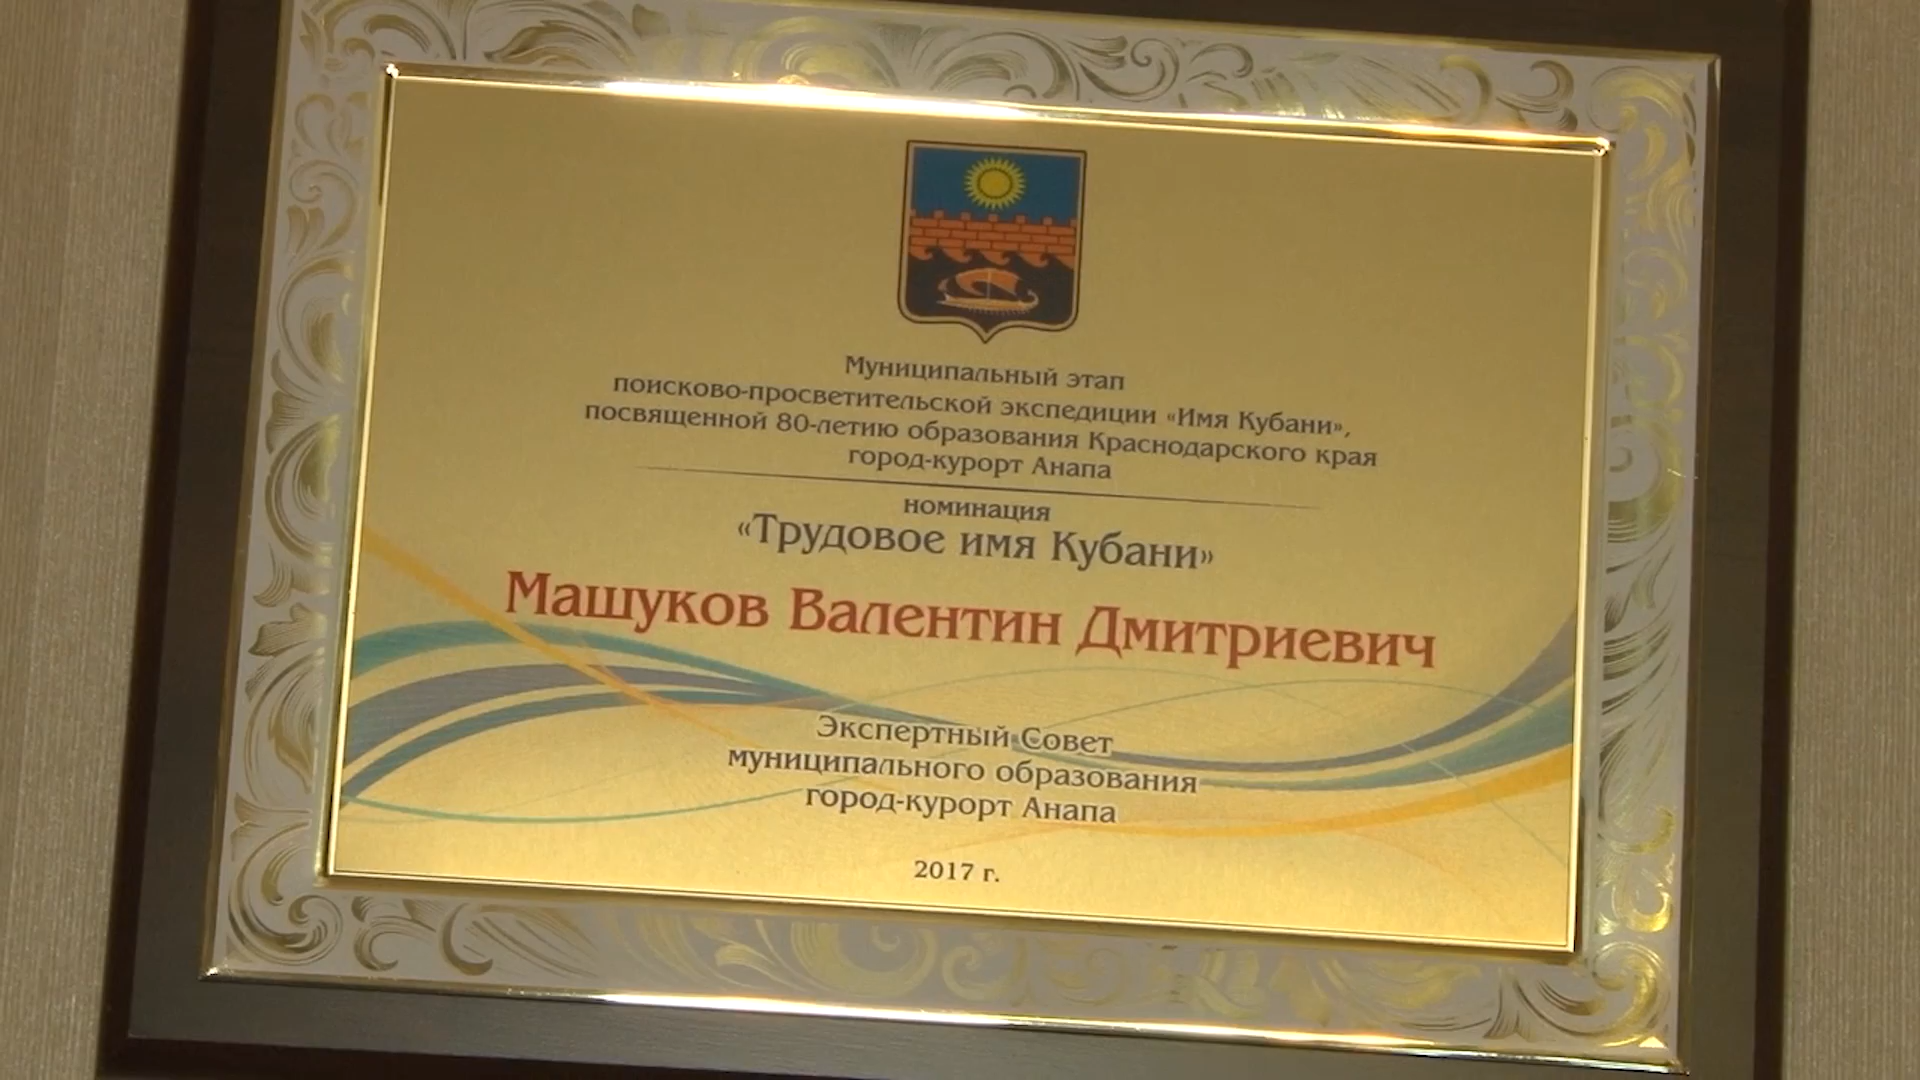 Муниципальный этап
поисково-просветительской экспедиции «Имя Кубани»,
посвященной 80-летию образования Краснодарского края
город-курорт Анапа
номинация
«Трудовое имя Кубани»
Машуков Валентин Дмитриевич
Экспертный Совет
муниципального образования
город-курорт Анапа
2017 г.